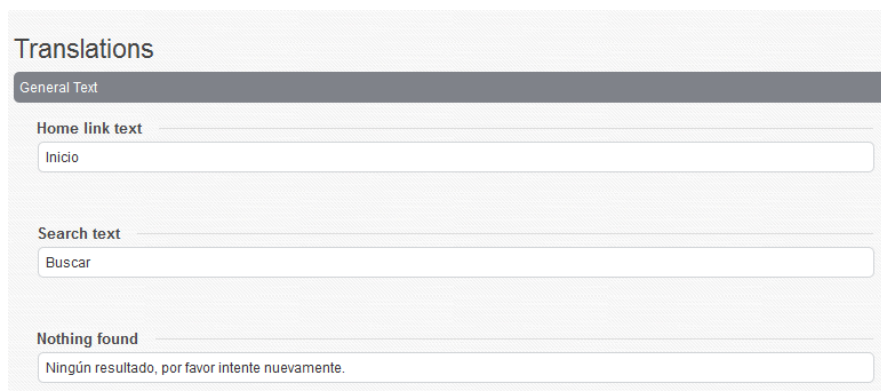 Translations
General Text
Home link text
Inicio
Search text
Buscar
Nothing found
Ningún resultado, por favor intente nuevamente.